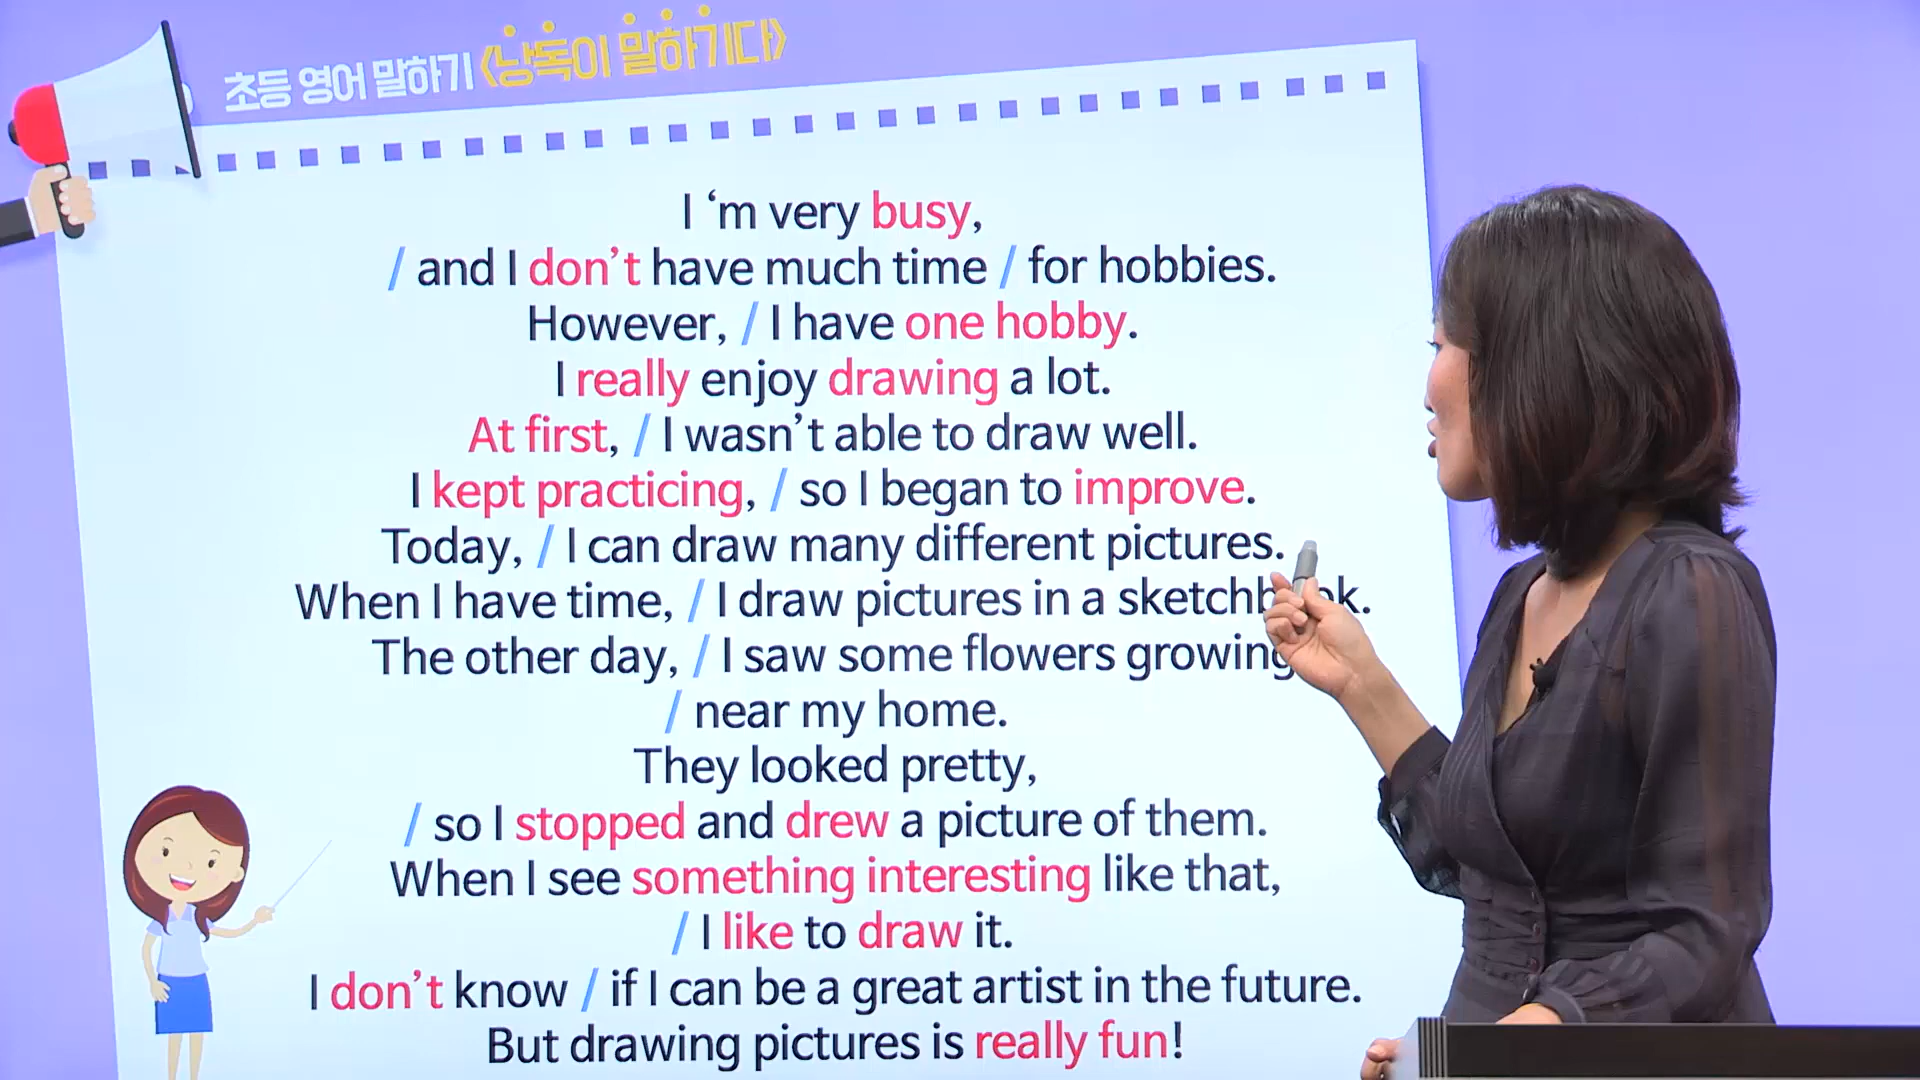 초등 영어 말하기 <낭독이 말하기다>
I ‘m very busy,
/ and I don’t have much time / for hobbies.
However, / I have one hobby.
I really enjoy drawing a lot.
At first, / I wasn’t able to draw well.
I kept practicing, / so I began to improve.
Today, / I can draw many different pictures.
When I have time, / I draw pictures in a
The other day, / I saw some flowers growing
/ near my home.
They looked pretty,
/ so I stopped and drew a picture of them.
When I see something interesting like that,
/ I like to draw it.
I don’t know / if I can be a great artist in the future.
But drawing pictures is really fun!